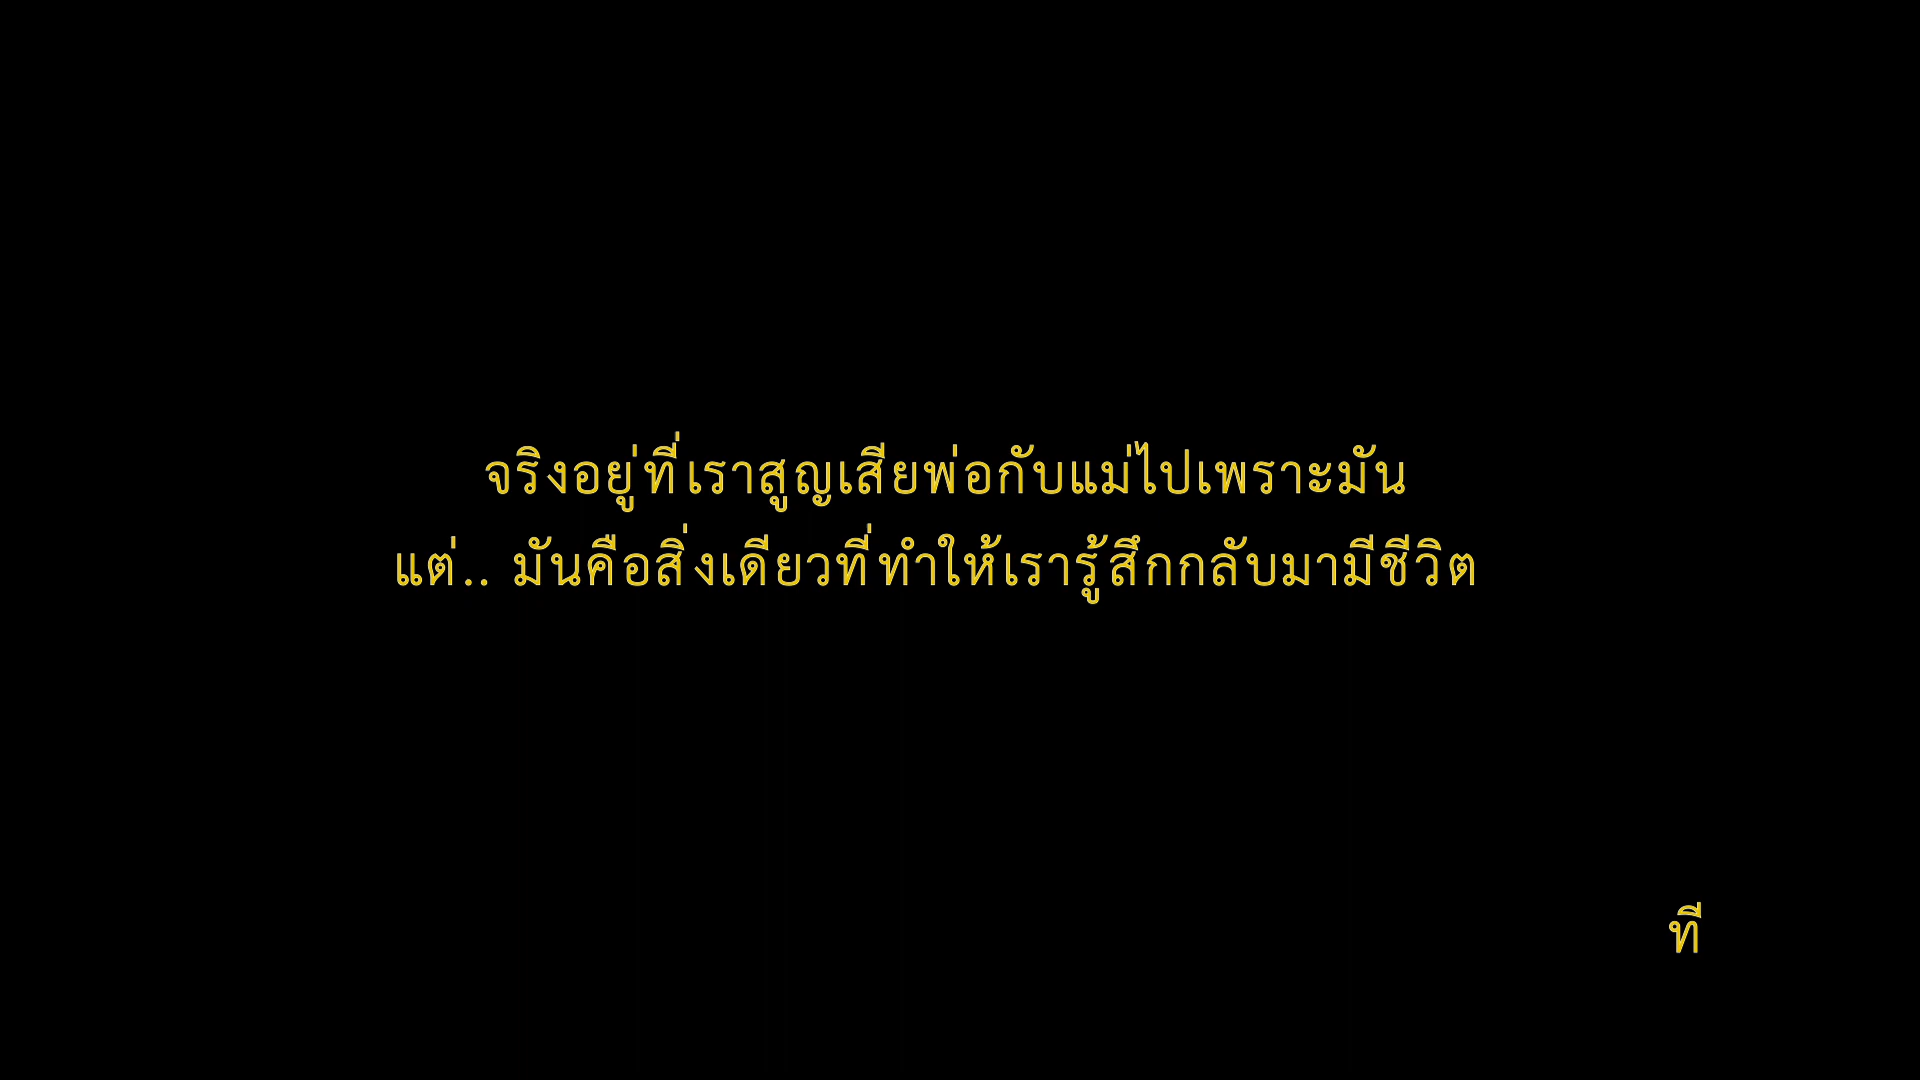 จริงอยู่ที่เราสูญเสียพ่อกับแม่ไปเพราะมัน
แต่.. มันคือสิ่งเดียวที่ทำให้เรารู้สึกกลับมามีชีวิต
ที